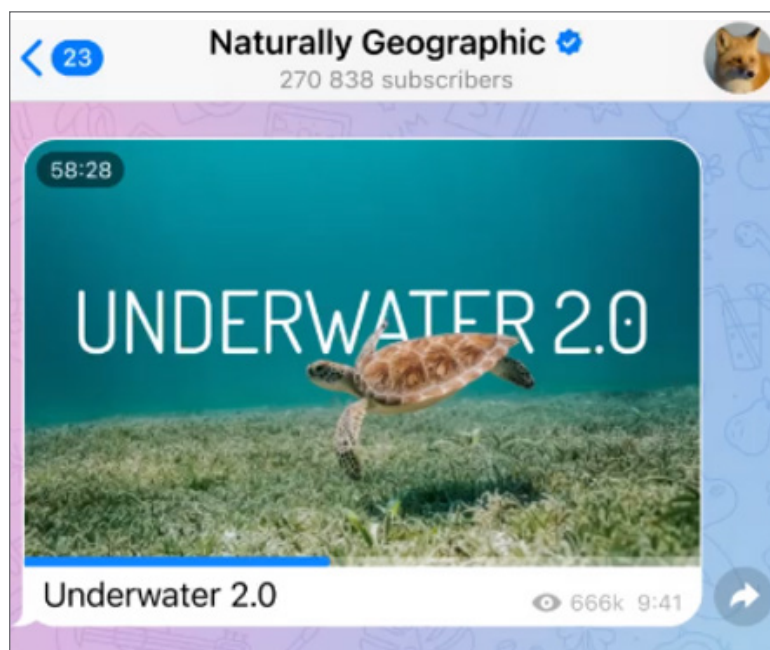 23
Naturally Geographic
270 838 subscribers
58:28
UNDERWATER 2.0
Underwater 2.0
666k 9:41